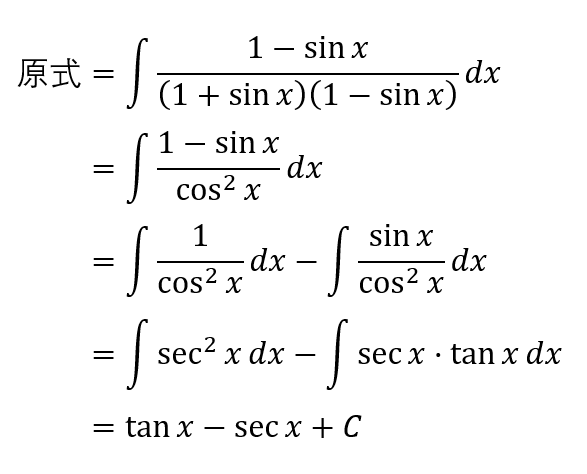 原式 = ∫ (1 − sin x)/((1 + sin x)(1 − sin x)) dx
= ∫ (1 − sin x)/(cos² x) dx
= ∫ 1/(cos² x) dx − ∫ (sin x)/(cos² x) dx
= ∫ sec² x dx − ∫ sec x · tan x dx
= tan x − sec x + C